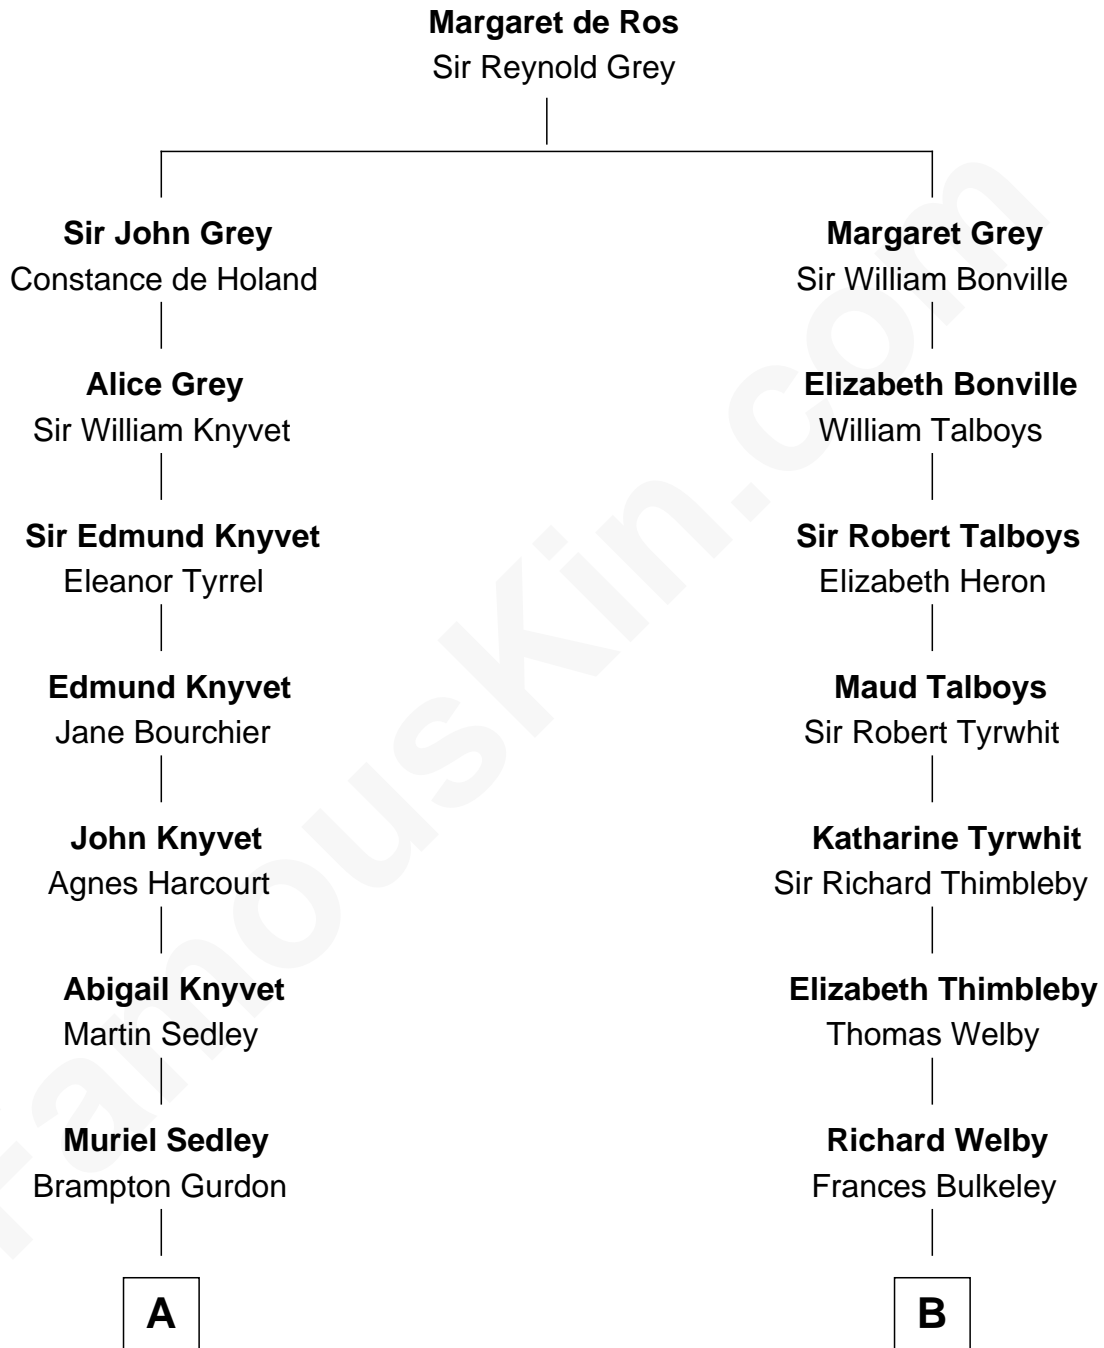 Margaret de Ros
Sir Reynold Grey
Sir John Grey
Constance de Holand
Alice Grey
Sir William Knyvet
Sir Edmund Knyvet
Eleanor Tyrrel
Edmund Knyvet
Jane Bourchier
John Knyvet
Agnes Harcourt
Abigail Knyvet
Martin Sedley
Muriel Sedley
Brampton Gurdon
A
Margaret Grey
Sir William Bonville
Elizabeth Bonville
William Talboys
Sir Robert Talboys
Elizabeth Heron
Maud Talboys
Sir Robert Tyrwhit
Katharine Tyrwhit
Sir Richard Thimbleby
Elizabeth Thimbleby
Thomas Welby
Richard Welby
Frances Bulkeley
B
FamousKin.com